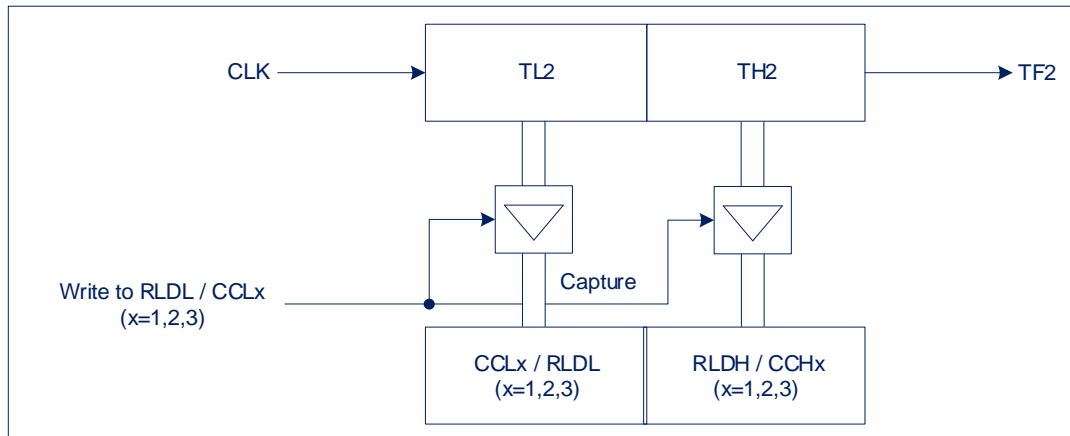 CLK
TL2
TH2
TF2
Capture
Write to RLDL / CCLx
(x=1,2,3)
CCLx / RLDL
(x=1,2,3)
RLDH / CCHx
(x=1,2,3)